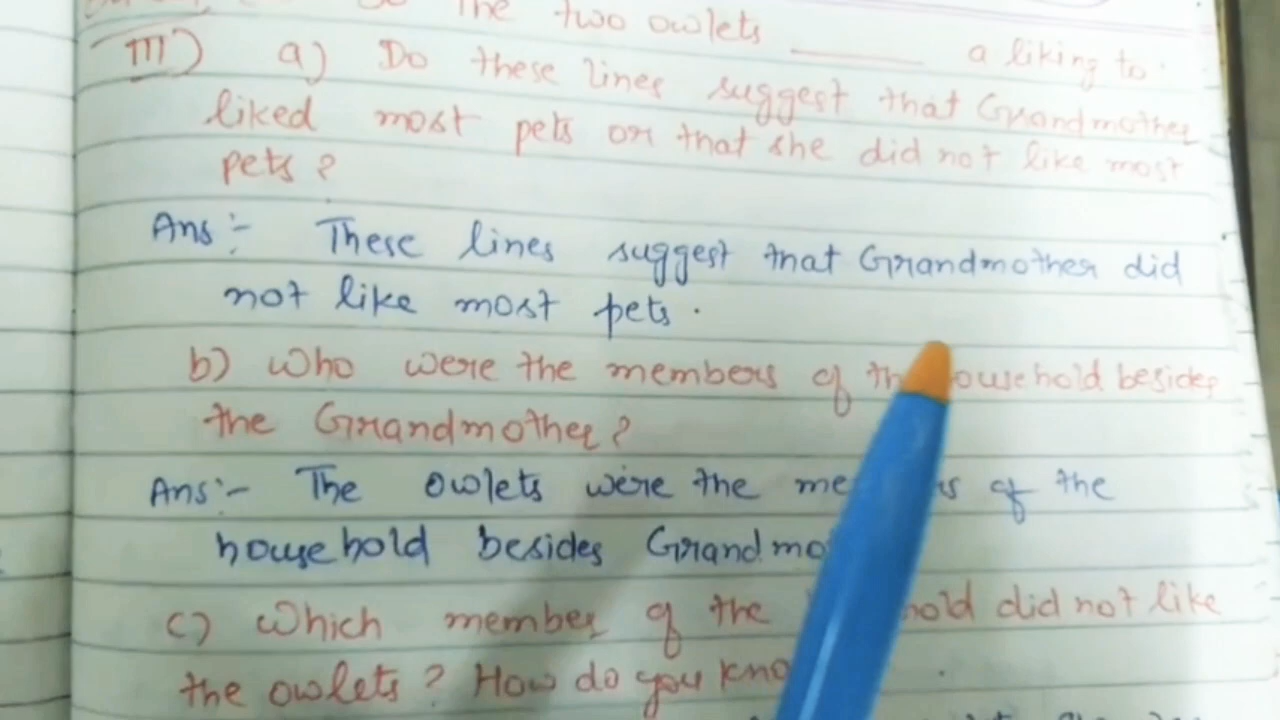 the two owlets ______ a liking to
III) a) Do these lines suggest that Grandmother
liked most pets or that she did not like most
pets?
Ans:- These lines suggest that Grandmother did
not like most pets.
b) Who were the members of household besides
the Grandmother?
Ans:- The owlets were the of the
household besides
c) Which member of the did not like
the owlets? How do you